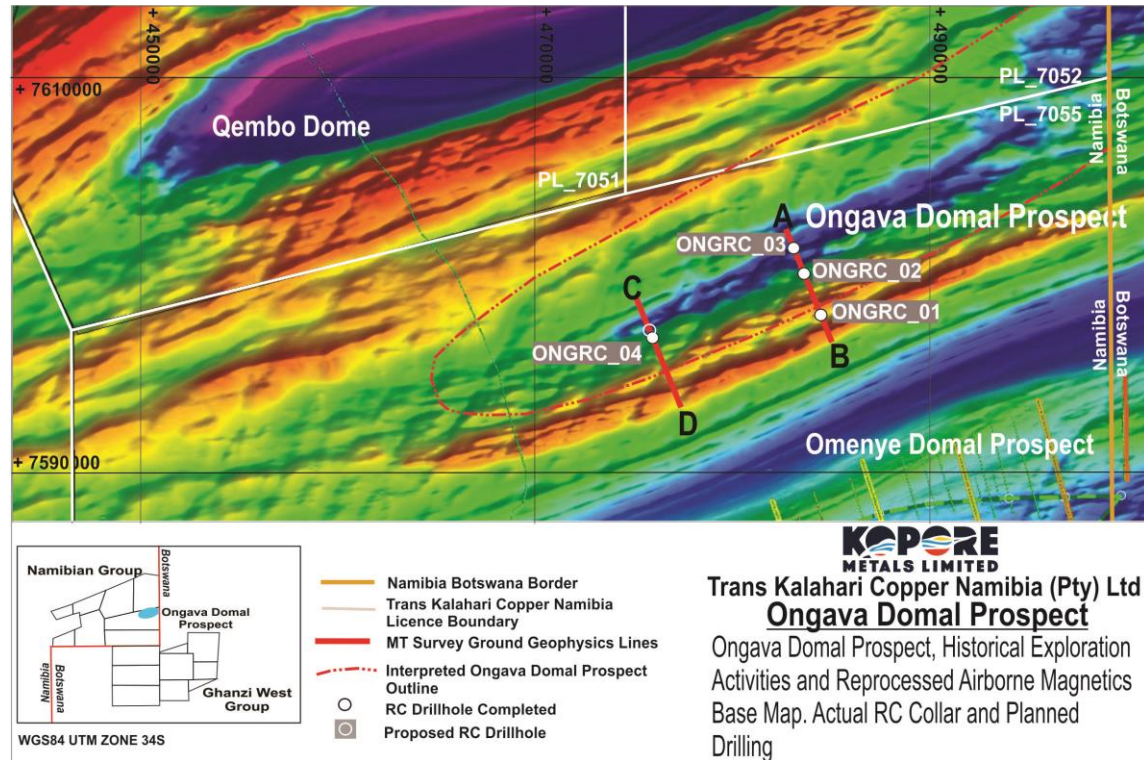 450000
470000
490000
+ 7610000
PL_7052
PL_7055
Namibia
Botswana
Qembo Dome
PL_7051
A
Ongava Domal Prospect
ONGRC_03
ONGRC_02
C
ONGRC_01
ONGRC_04
B
Namibia
Botswana
D
Omenye Domal Prospect
+ 7590000
Namibian Group
Botswana
Ongava Domal
Prospect
Namibia
Botswana
Ghanzi West
Group
WGS84 UTM ZONE 34S
Namibia Botswana Border
Trans Kalahari Copper Namibia
Licence Boundary
MT Survey Ground Geophysics Lines
Interpreted Ongava Domal Prospect
Outline
RC Drillhole Completed
Proposed RC Drillhole
KOPORE
METALS LIMITED
Trans Kalahari Copper Namibia (Pty) Ltd
Ongava Domal Prospect
Ongava Domal Prospect, Historical Exploration
Activities and Reprocessed Airborne Magnetics
Base Map. Actual RC Collar and Planned
Drilling